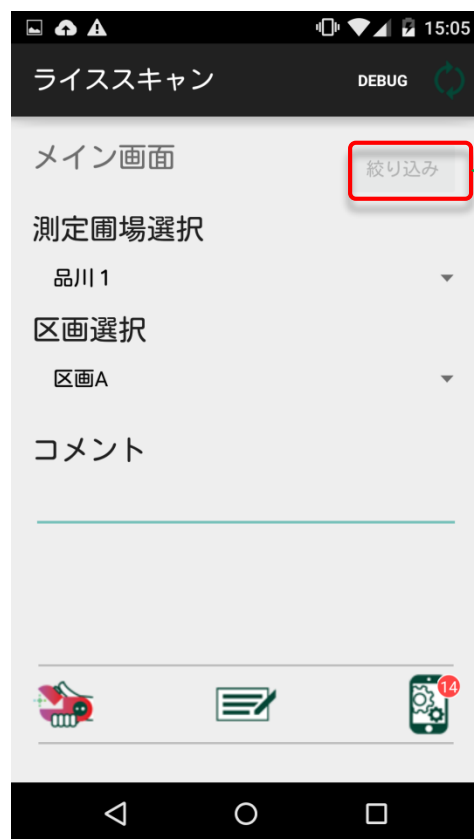 15:05
ライススキャン
DEBUG
メイン画面
絞り込み
測定圃場選択
品川1
区画選択
区画A
コメント
14